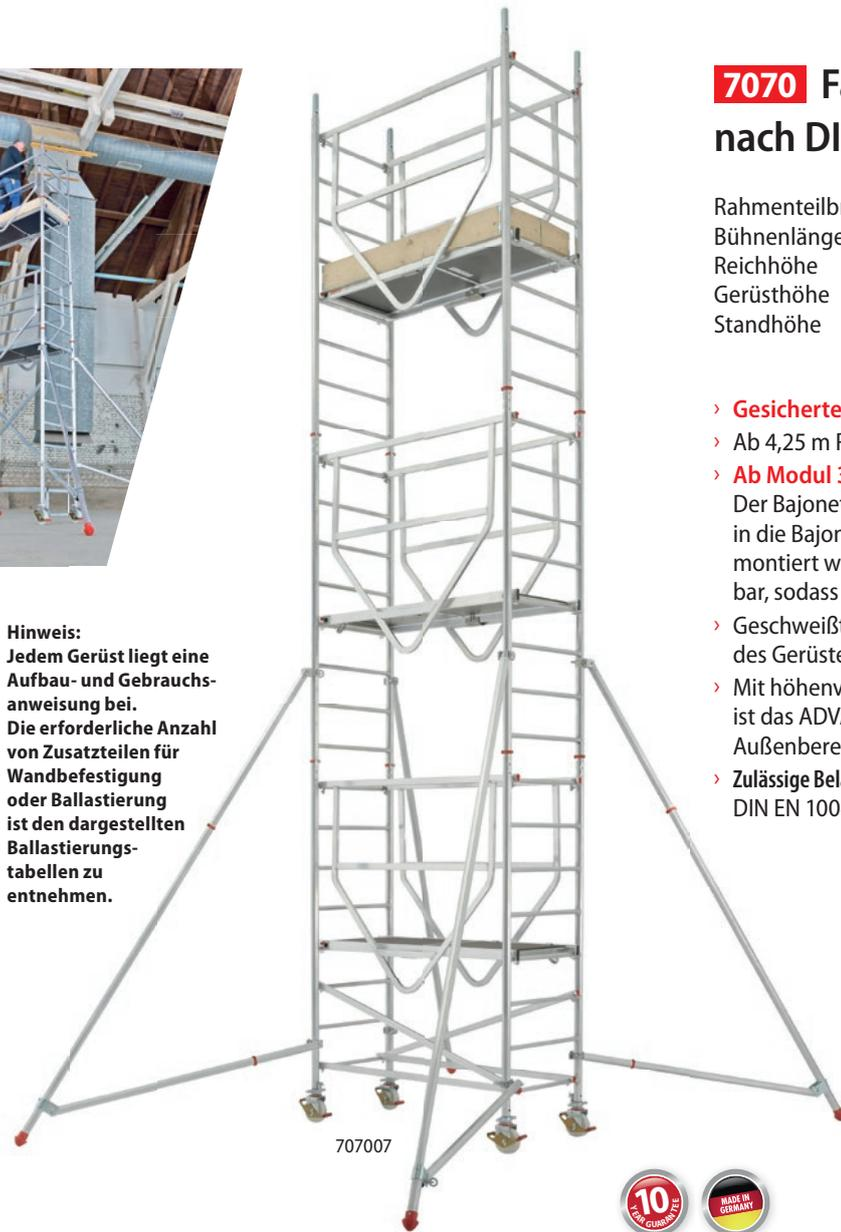 7070 Fa
nach DI
Rahmenteilbr
Bühnenlänge
Reichhöhe
Gerüsthöhe
Standhöhe
› Gesicherte
› Ab 4,25 m F
› Ab Modul 3
Der Bajonet
in die Bajon
montiert w
bar, sodass
› Geschweißt
des Gerüste
› Mit höhenv
ist das ADVA
Außenbere
› Zulässige Bela
DIN EN 100
Hinweis:
Jedem Gerüst liegt eine
Aufbau- und Gebrauchs-
anweisung bei.
Die erforderliche Anzahl
von Zusatzteilen für
Wandbefestigung
oder Ballastierung
ist den dargestellten
Ballastierungs-
tabellen zu
entnehmen.
707007
10
YEAR GUARANTEE
MADE IN
GERMANY